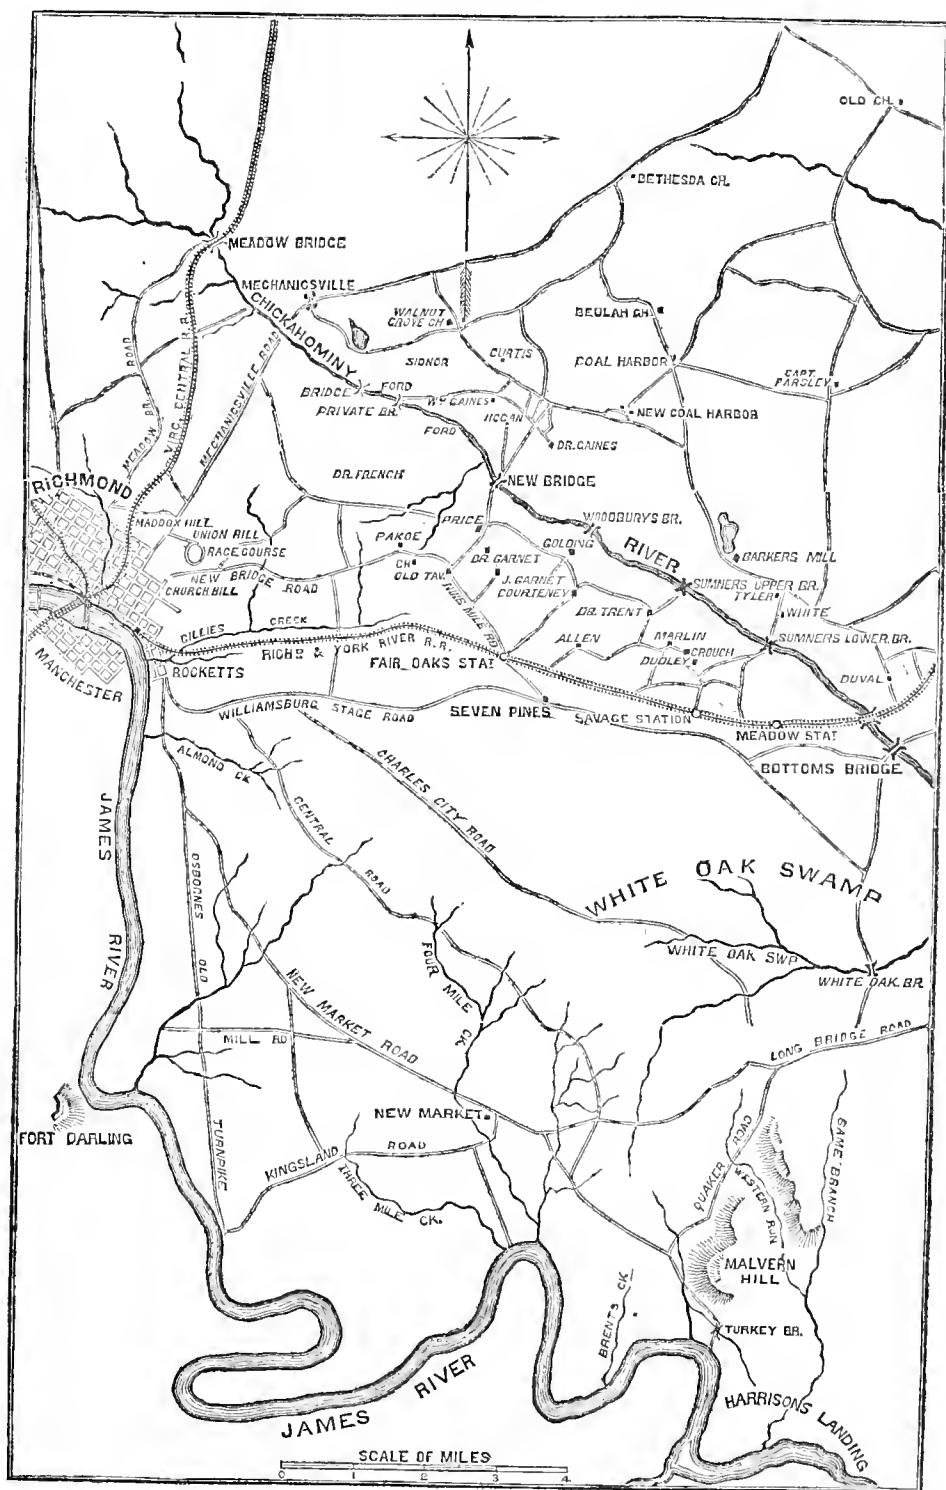 OLD CH.
BETHESDA CH.
MEADOW BRIDGE
MECHANICSVILLE
CHICKAHOMINY
WALNUT
GROVE CH.
BEULAH CH.
SIDNOR
CURTIS
COAL HARBOR
CAPT.
PARSLEY
MEADOW BR. ROAD
VIRG. CENTRAL R.R.
MECHANICSVILLE ROAD
BRIDGE
FORD
PRIVATE BR.
WM GAINES
HOGAN
NEW COAL HARBOR
FORD
DR. GAINES
DR. FRENCH
NEW BRIDGE
RICHMOND
MADDOX HILL
UNION HILL
RACE COURSE
NEW BRIDGE ROAD
CHURCH HILL
PRICE
WOODBURYS BR.
RIVER
PAKOE
GOLDING
CH
OLD TAV.
DR. GARNET
J. GARNET
COURTENEY
BARKERS MILL
SUMNERS UPPER BR.
TYLER
WHITE
NINE MILE RD
DR. TRENT
GILLIES CREEK
ALLEN
MARLIN
CROUCH
DUDLEY
SUMNERS LOWER BR.
RICHD & YORK RIVER R.R.
FAIR OAKS STAT
MANCHESTER
ROCKETTS
DUVAL
WILLIAMSBURG STAGE ROAD
SEVEN PINES
SAVAGE STATION
MEADOW STAT
BOTTOMS BRIDGE
ALMOND CK.
CHARLES CITY ROAD
CENTRAL ROAD
JAMES RIVER
OSBORNES OLD TURNPIKE
WHITE OAK SWAMP
WHITE OAK SWP
WHITE OAK BR.
FOUR MILE CK.
NEW MARKET ROAD
MILL RD
LONG BRIDGE ROAD
FORT DARLING
NEW MARKET
KINGSLAND ROAD
THREE MILE CK.
QUAKER ROAD
WESTERN RUN
MALVERN
HILL
BRENTS CK
TURKEY BR.
HARRISONS LANDING
JAMES RIVER
SCALE OF MILES
0 1 2 3 4